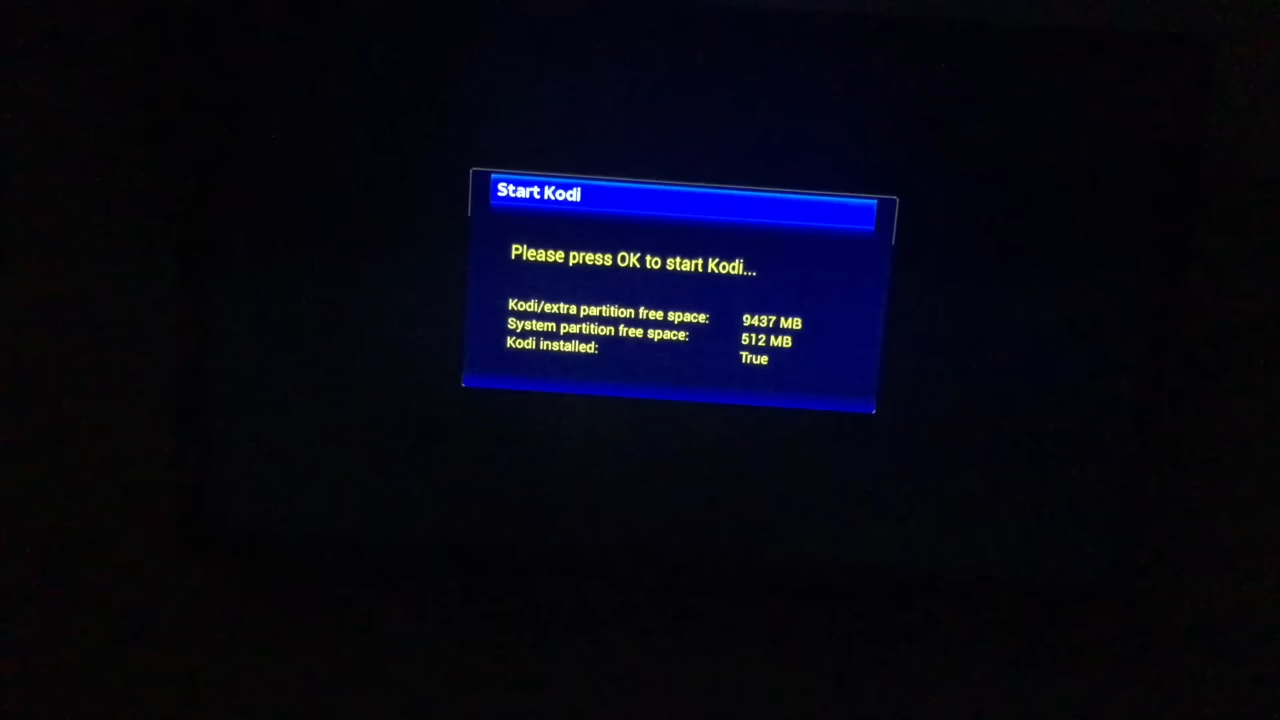 Start Kodi
Please press OK to start Kodi...
Kodi/extra partition free space: 9437 MB
System partition free space: 512 MB
Kodi installed: True